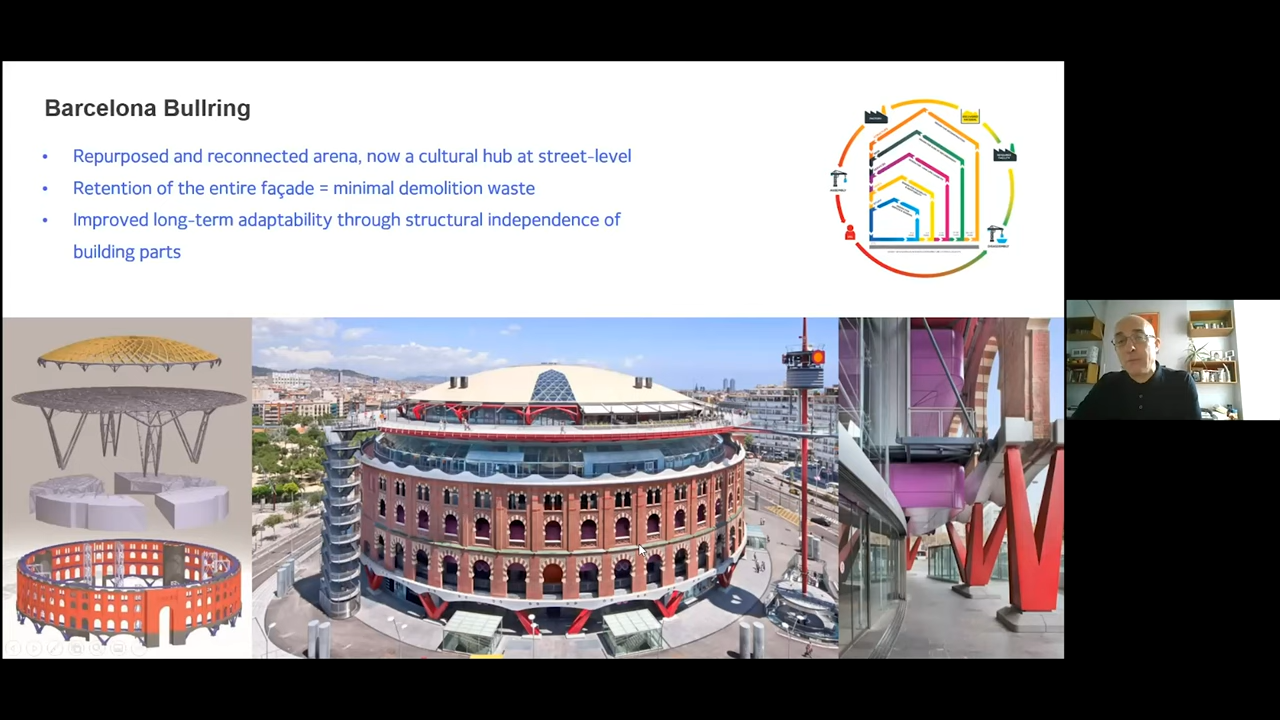 Barcelona Bullring
• Repurposed and reconnected arena, now a cultural hub at street-level
• Retention of the entire façade = minimal demolition waste
• Improved long-term adaptability through structural independence of
building parts